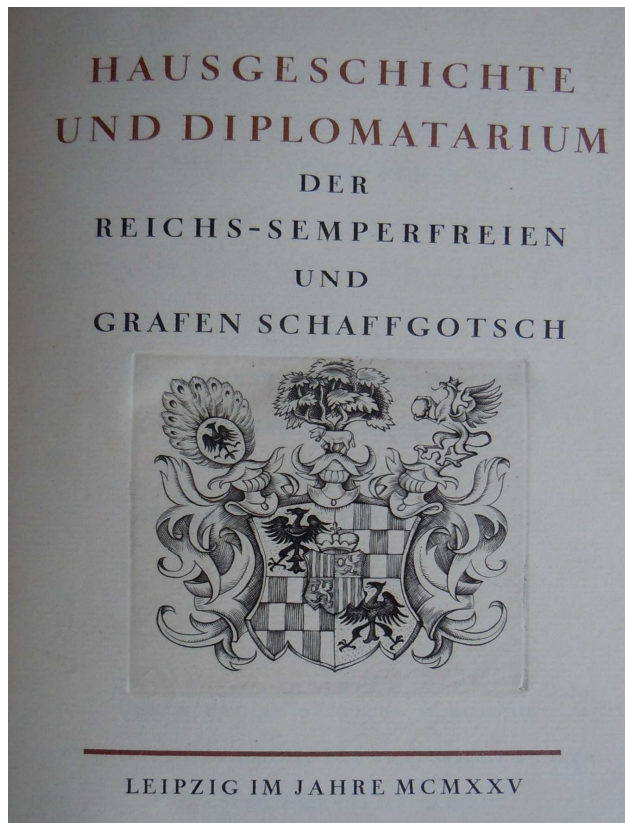 HAUSGESCHICHTE
UND DIPLOMATARIUM
DER
REICHS-SEMPERFREIEN
UND
GRAFEN SCHAFFGOTSCH
LEIPZIG IM JAHRE MCMXXV